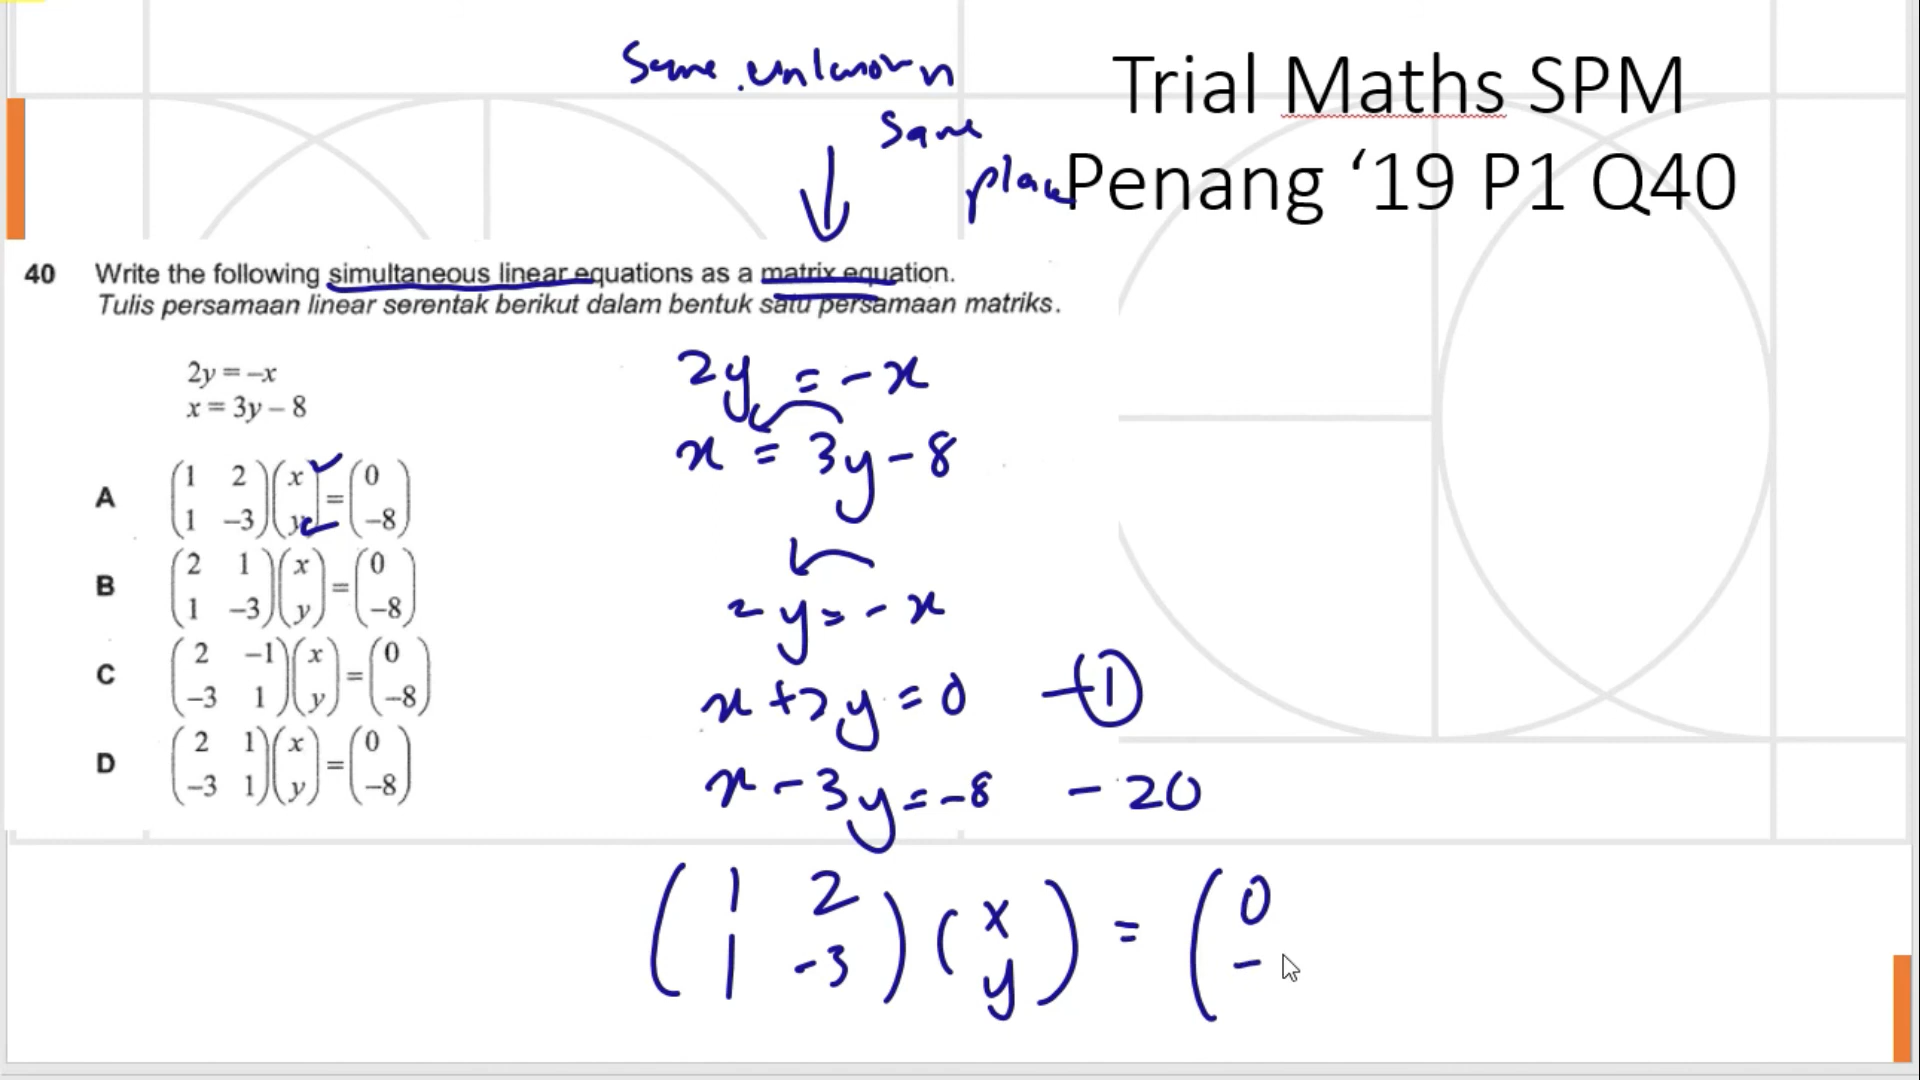 Same unknown
same
place
Trial Maths SPM
Penang ‘19 P1 Q40
40 Write the following simultaneous linear equations as a matrix equation.
Tulis persamaan linear serentak berikut dalam bentuk satu persamaan matriks.
2y = –x
x = 3y – 8
A (1 2) (x) = (0)
(1 –3) (y) (–8)
B (2 1) (x) = (0)
(1 –3) (y) (–8)
C (2 –1) (x) = (0)
(–3 1) (y) (–8)
D (2 1) (x) = (0)
(–3 1) (y) (–8)
2y = -x
x = 3y - 8
2y = -x
x + 2y = 0 - ①
x - 3y = -8 - 20
(1 2) (x) = (0
(1 -3) (y) (-